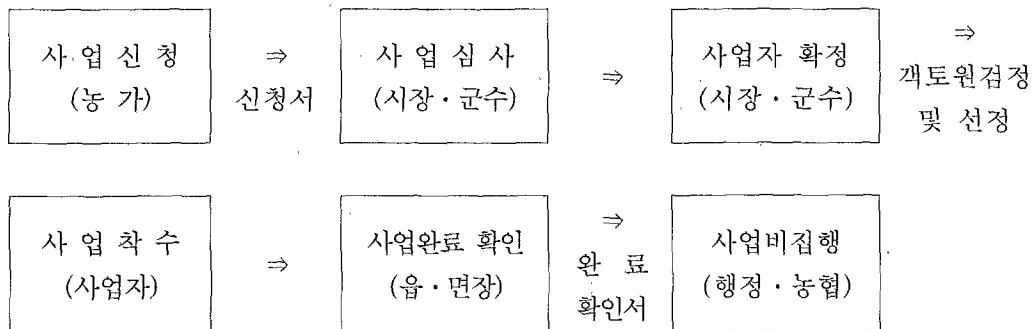 사 업 신 청
(농 가)
⇒
신청서
사 업 심 사
(시장・군수)
⇒
사업자 확정
(시장・군수)
⇒
객토원검정
및 선정
사 업 착 수
(사업자)
⇒
사업완료 확인
(읍・면장)
⇒
완 료
확인서
사업비집행
(행정・농협)